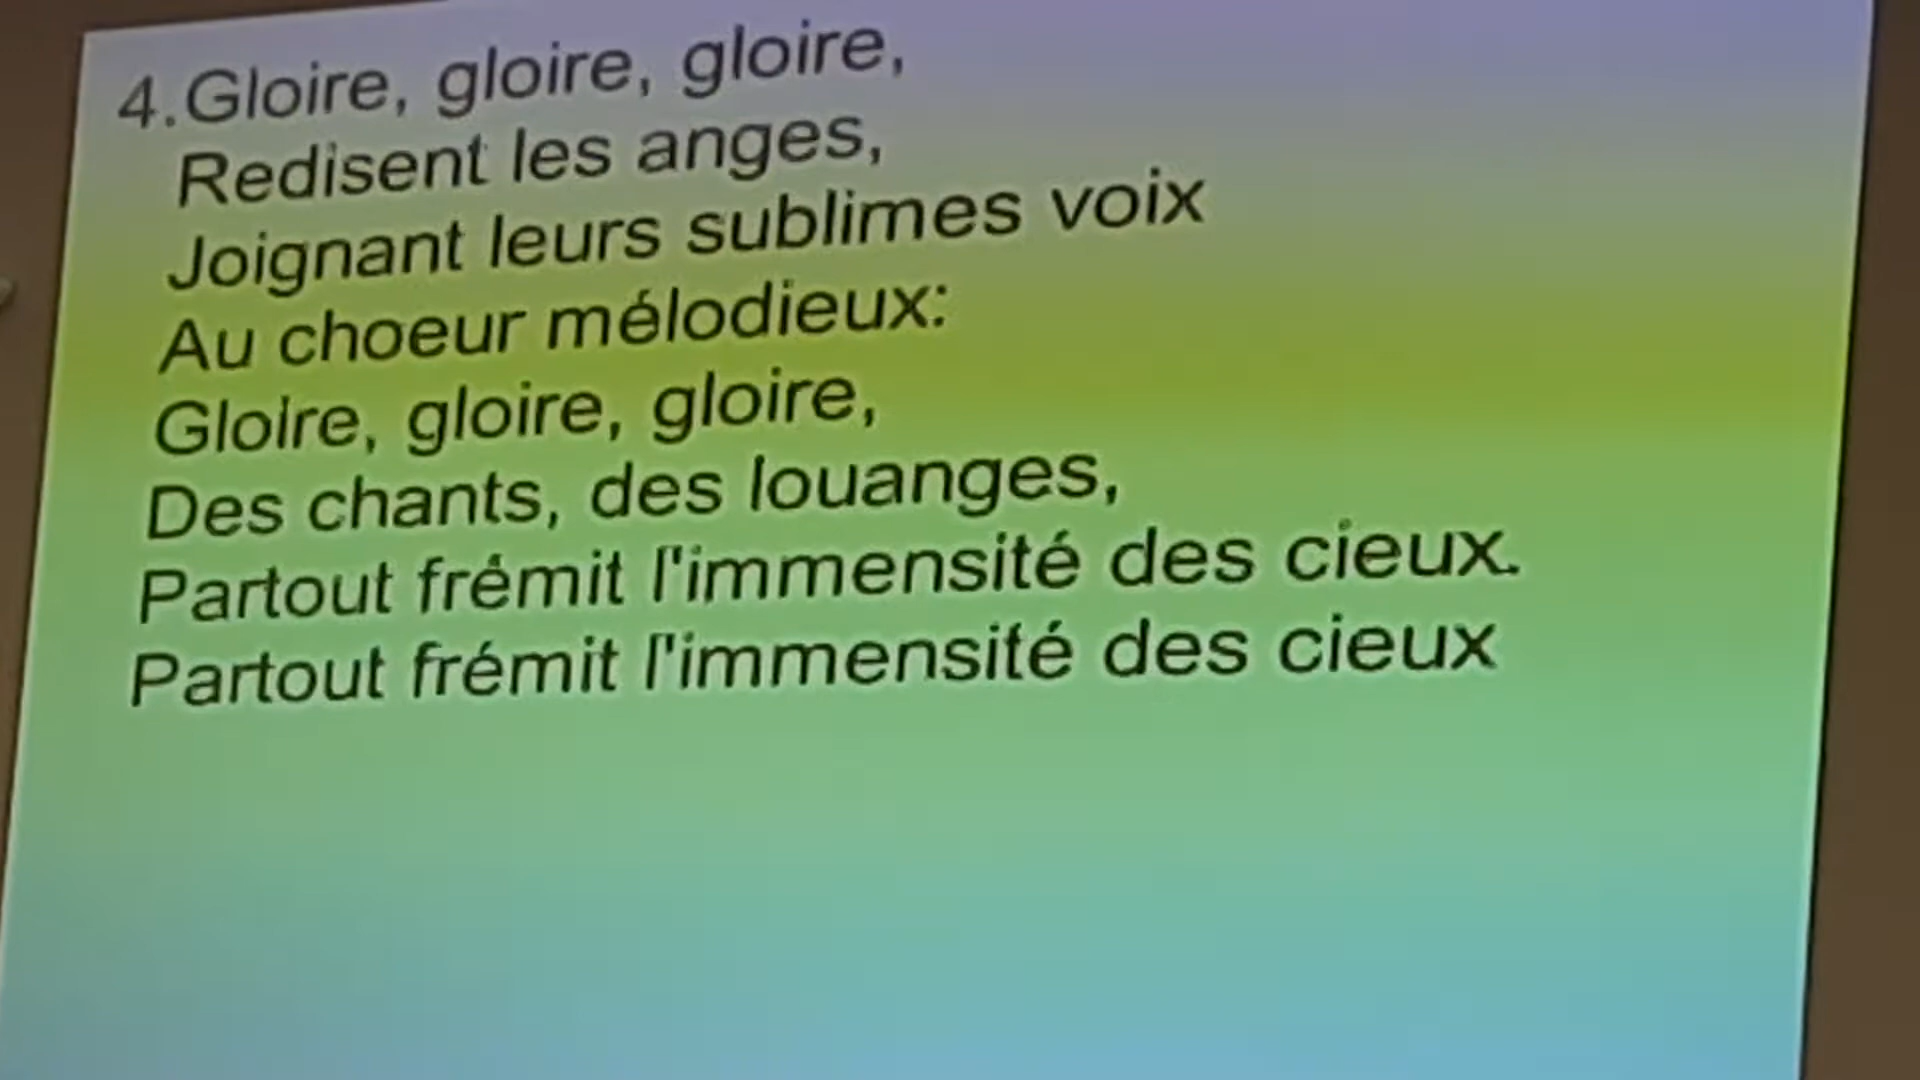 4.Gloire, gloire, gloire,
Redisent les anges,
Joignant leurs sublimes voix
Au choeur mélodieux:
Gloire, gloire, gloire,
Des chants, des louanges,
Partout frémit l'immensité des cieux.
Partout frémit l'immensité des cieux